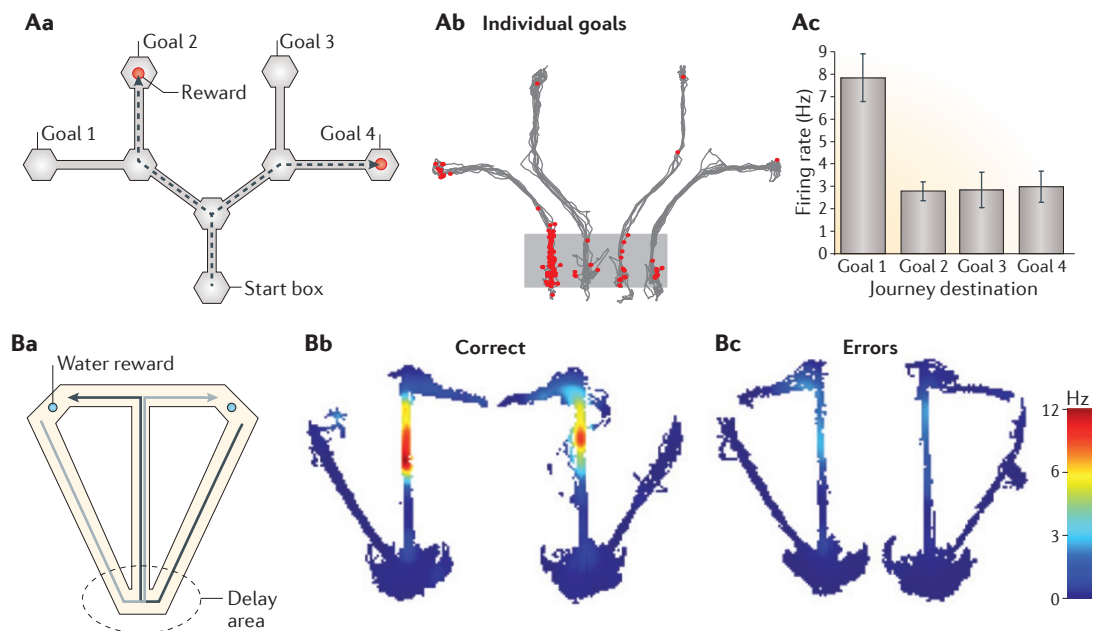 Aa
Goal 2
Goal 3
Reward
Goal 1
Goal 4
Start box
Ab Individual goals
Ac
Firing rate (Hz)
9
8
7
6
5
4
3
2
1
0
Goal 1 Goal 2 Goal 3 Goal 4
Journey destination
Ba
Water reward
Delay
area
Bb Correct
Bc Errors
Hz
12
6
3
0